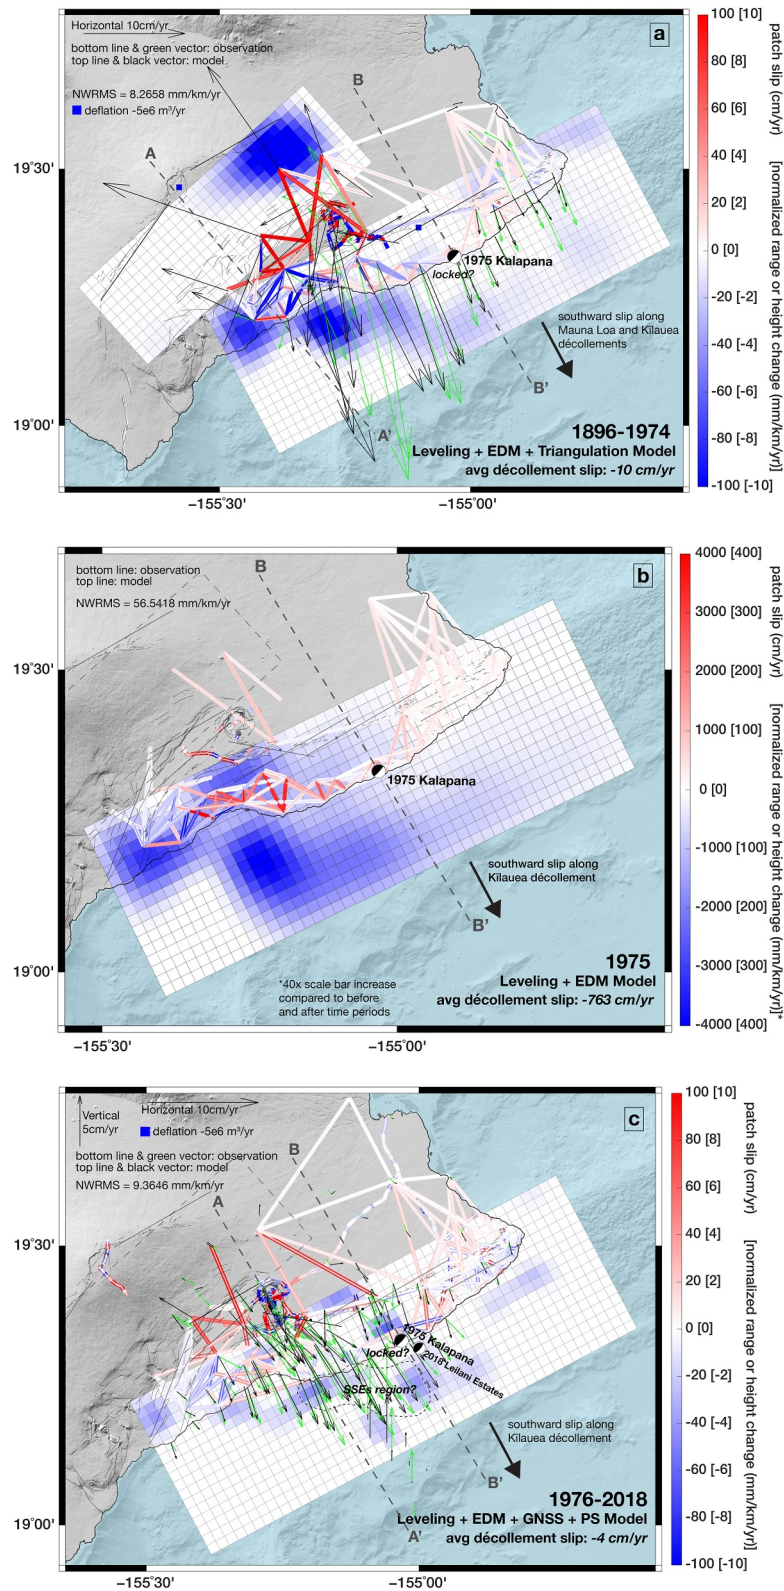 Horizontal 10cm/yr
bottom line & green vector: observation
top line & black vector: model
NWRMS = 8.2658 mm/km/yr
deflation -5e6 m³/yr
a
A
B
19˚30'
1975 Kalapana
locked?
southward slip along
Mauna Loa and Kīlauea
décollements
B'
A'
19˚00'
1896-1974
Leveling + EDM + Triangulation Model
avg décollement slip: -10 cm/yr
−155˚30'
−155˚00'
100 [10]
80 [8]
60 [6]
40 [4]
20 [2]
0 [0]
-20 [-2]
-40 [-4]
-60 [-6]
-80 [-8]
-100 [-10]
patch slip (cm/yr)
[normalized range or height change (mm/km/yr)]
bottom line: observation
top line: model
NWRMS = 56.5418 mm/km/yr
B
b
19˚30'
1975 Kalapana
southward slip along
Kīlauea décollement
B'
19˚00'
*40x scale bar increase
compared to before
and after time periods
1975
Leveling + EDM Model
avg décollement slip: -763 cm/yr
−155˚30'
−155˚00'
4000 [400]
3000 [300]
2000 [200]
1000 [100]
0 [0]
-1000 [100]
-2000 [200]
-3000 [300]
-4000 [400]
patch slip (cm/yr)
[normalized range or height change (mm/km/yr)]*
Vertical
5cm/yr
Horizontal 10cm/yr
deflation -5e6 m³/yr
bottom line & green vector: observation
top line & black vector: model
NWRMS = 9.3646 mm/km/yr
c
B
A
19˚30'
1975 Kalapana
locked?
2018 Leilani Estates
SSEs region?
southward slip along
Kīlauea décollement
B'
A'
19˚00'
1976-2018
Leveling + EDM + GNSS + PS Model
avg décollement slip: -4 cm/yr
−155˚30'
−155˚00'
100 [10]
80 [8]
60 [6]
40 [4]
20 [2]
0 [0]
-20 [-2]
-40 [-4]
-60 [-6]
-80 [-8]
-100 [-10]
patch slip (cm/yr)
[normalized range or height change (mm/km/yr)]